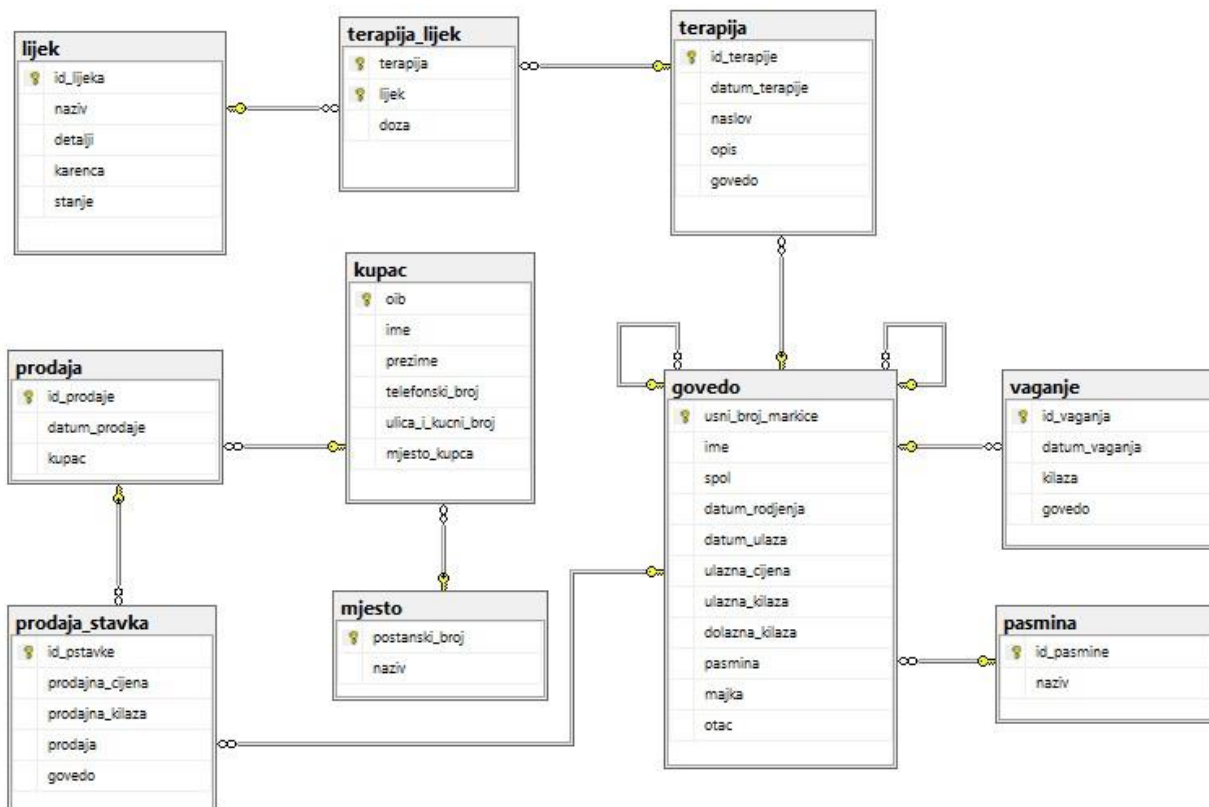 lijek
id_lijeka
naziv
detalji
karenca
stanje
terapija_lijek
terapija
lijek
doza
terapija
id_terapije
datum_terapije
naslov
opis
govedo
kupac
oib
ime
prezime
telefonski_broj
ulica_i_kucni_broj
mjesto_kupca
prodaja
id_prodaje
datum_prodaje
kupac
govedo
usni_broj_markice
ime
spol
datum_rodjenja
datum_ulaza
ulazna_cijena
ulazna_kilaza
dolazna_kilaza
pasmina
majka
otac
vaganje
id_vaganja
datum_vaganja
kilaza
govedo
prodaja_stavka
id_pstavke
prodajna_cijena
prodajna_kilaza
prodaja
govedo
mjesto
postanski_broj
naziv
pasmina
id_pasmine
naziv